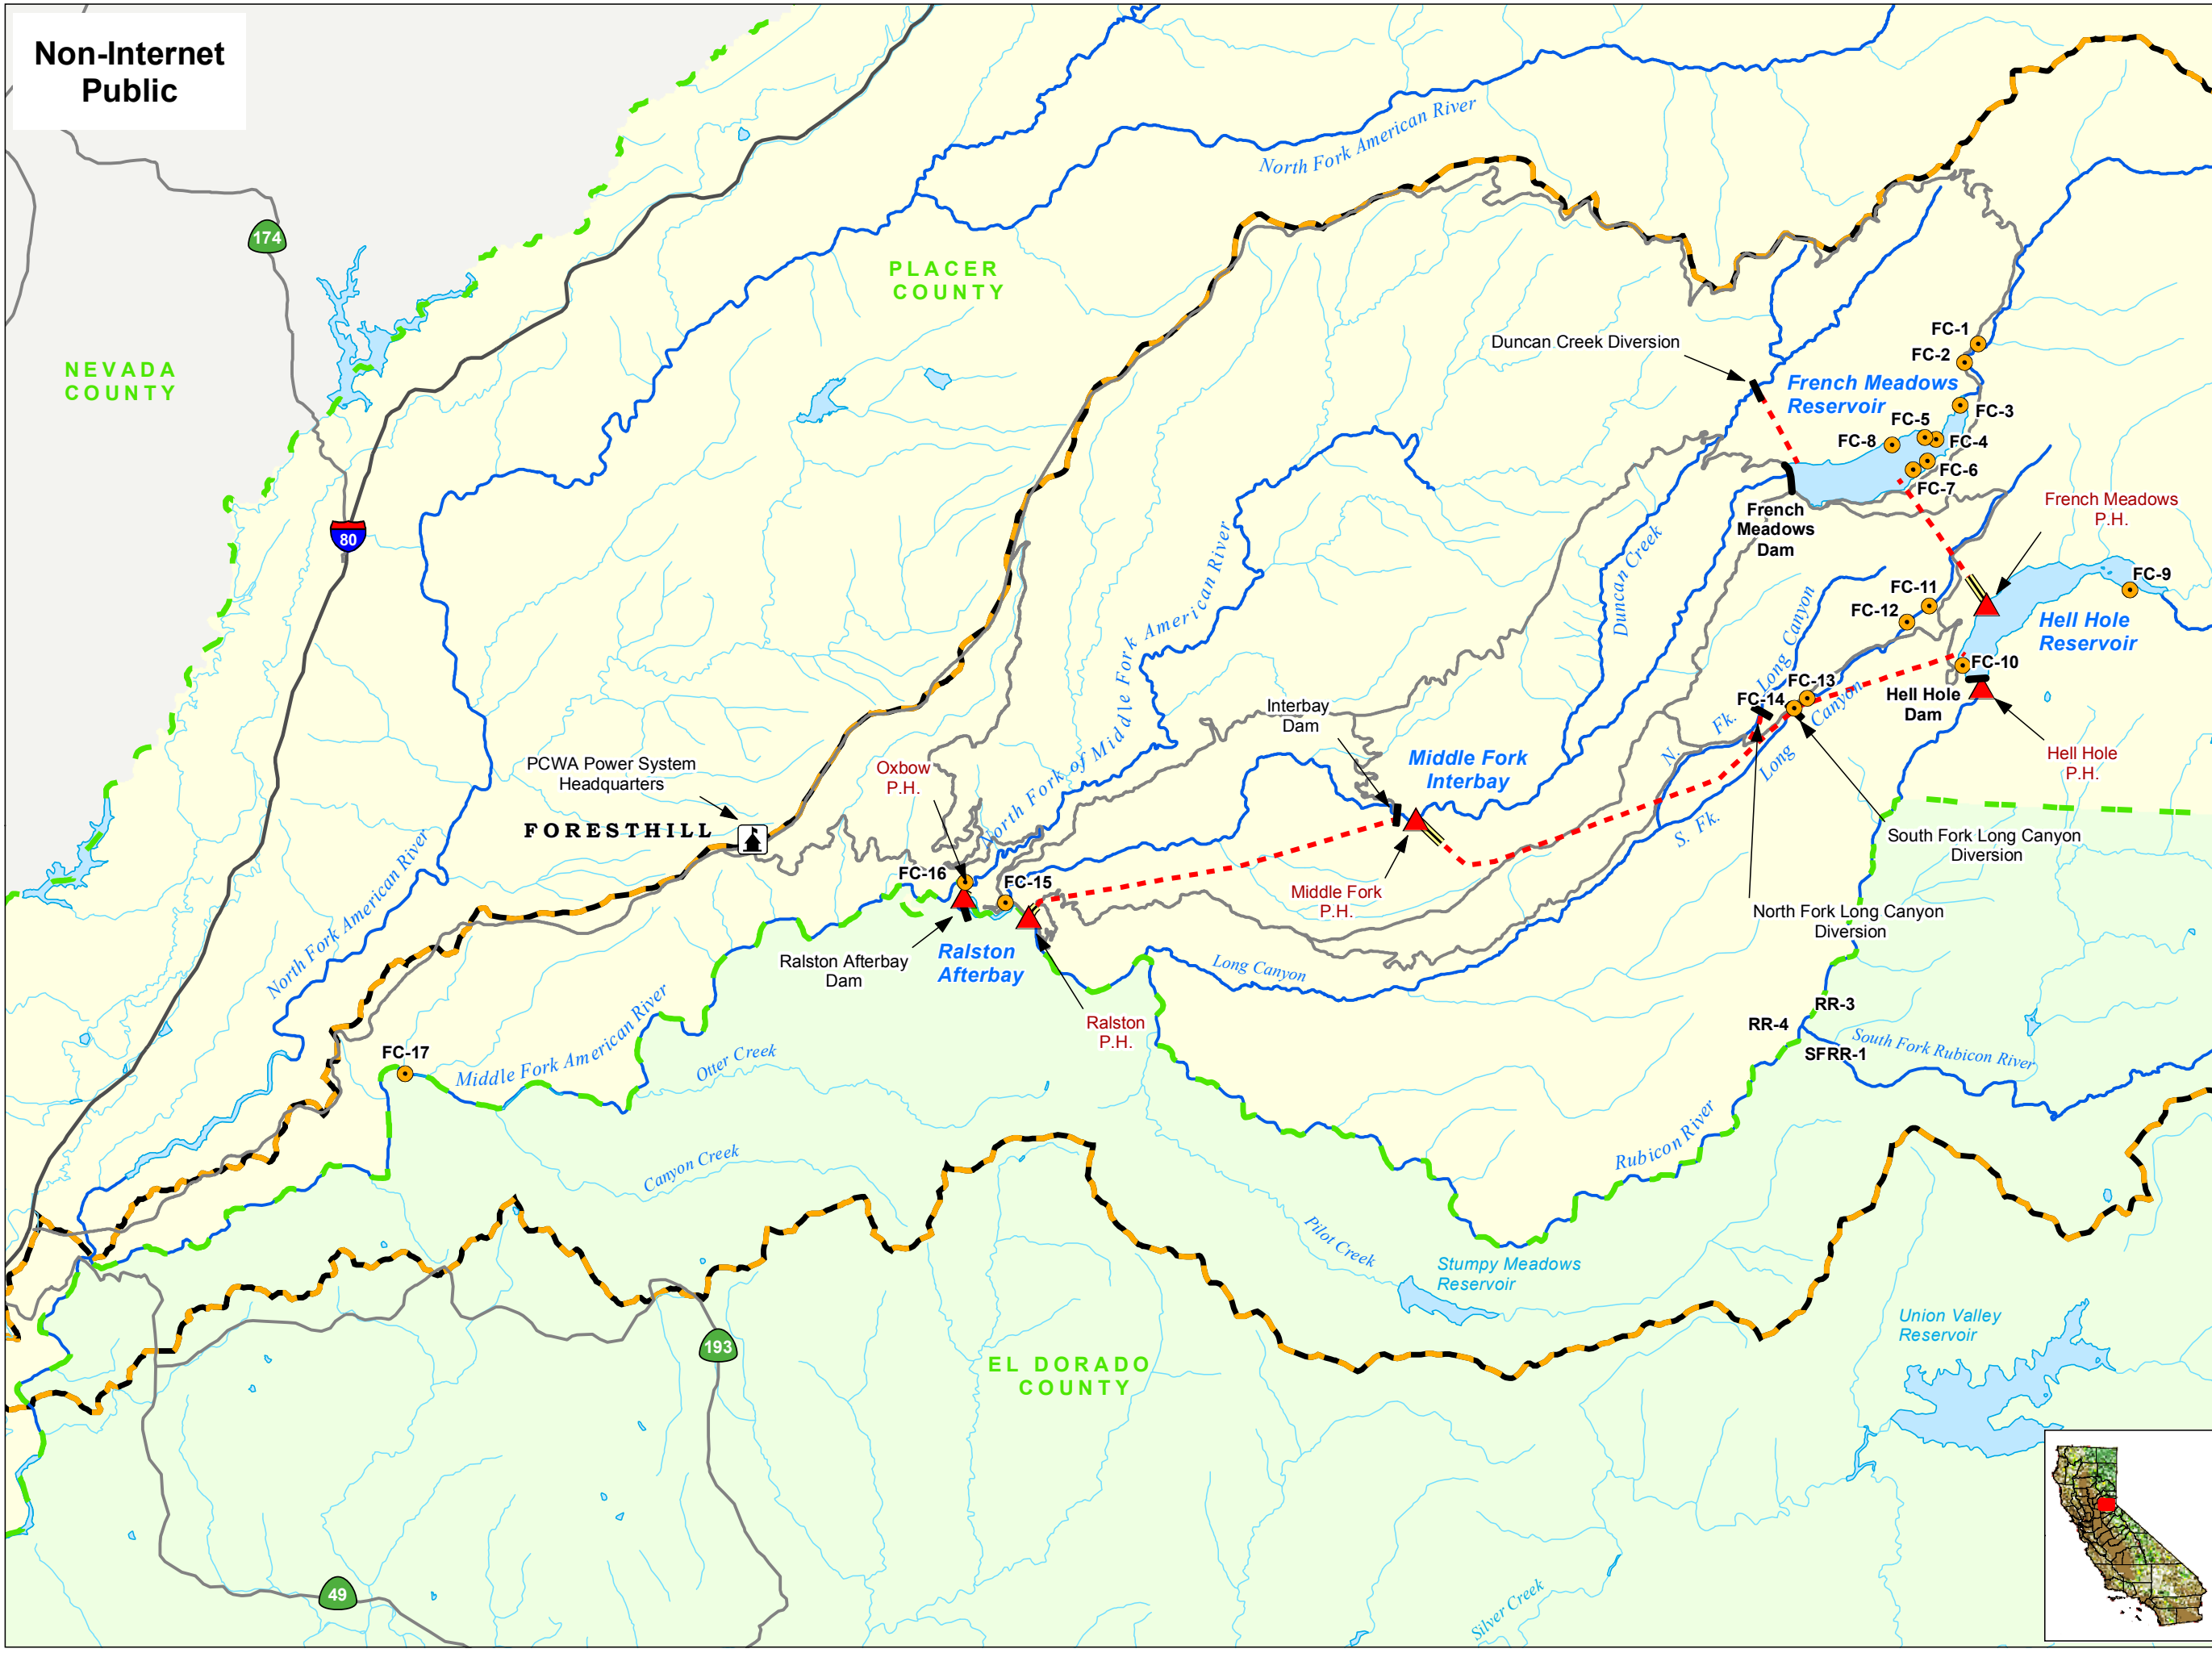 Non-Internet
Public
North Fork American River
174
PLACER
COUNTY
NEVADA
COUNTY
Duncan Creek Diversion
FC-1
FC-2
French Meadows
Reservoir
FC-3
FC-5
FC-4
FC-8
FC-6
FC-7
French
Meadows
Dam
French Meadows
P.H.
80
Duncan Creek
North Fork of Middle Fork American River
FC-9
FC-11
FC-12
Hell Hole
Reservoir
FC-10
N. Fk. Long Canyon
FC-13
FC-14
Hell Hole
Dam
S. Fk. Long Canyon
Hell Hole
P.H.
Interbay
Dam
Middle Fork
Interbay
PCWA Power System
Headquarters
Oxbow
P.H.
FORESTHILL
South Fork Long Canyon
Diversion
FC-16
FC-15
Middle Fork
P.H.
North Fork Long Canyon
Diversion
North Fork American River
Ralston Afterbay
Dam
Ralston
Afterbay
Long Canyon
Ralston
P.H.
RR-3
RR-4
SFRR-1
South Fork Rubicon River
FC-17
Middle Fork American River
Otter Creek
Canyon Creek
Rubicon River
Pilot Creek
Stumpy Meadows
Reservoir
Union Valley
Reservoir
193
EL DORADO
COUNTY
49
Silver Creek